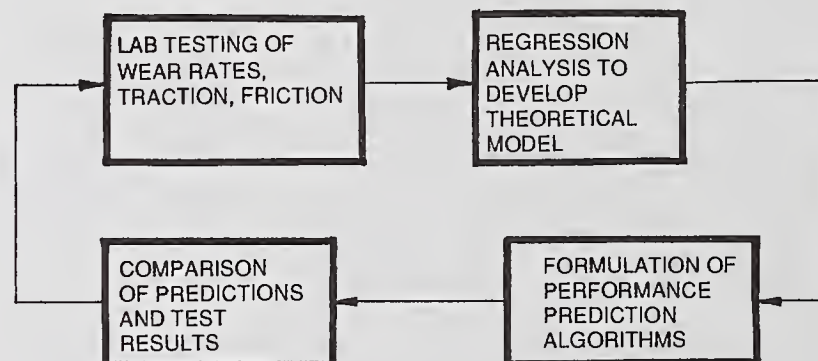 LAB TESTING OF
WEAR RATES,
TRACTION, FRICTION
REGRESSION
ANALYSIS TO
DEVELOP
THEORETICAL
MODEL
FORMULATION OF
PERFORMANCE
PREDICTION
ALGORITHMS
COMPARISON
OF PREDICTIONS
AND TEST
RESULTS